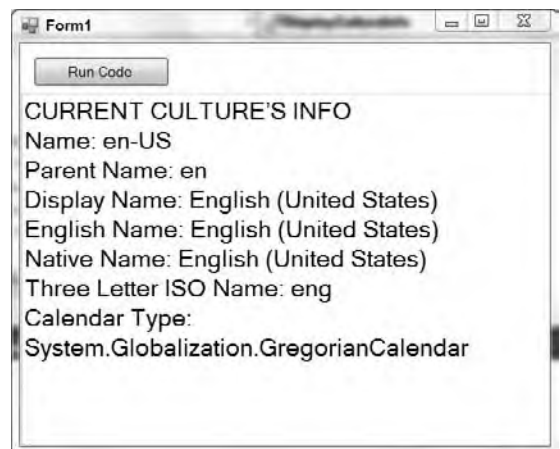 Form1
Run Code
CURRENT CULTURE'S INFO
Name: en-US
Parent Name: en
Display Name: English (United States)
English Name: English (United States)
Native Name: English (United States)
Three Letter ISO Name: eng
Calendar Type:
System.Globalization.GregorianCalendar